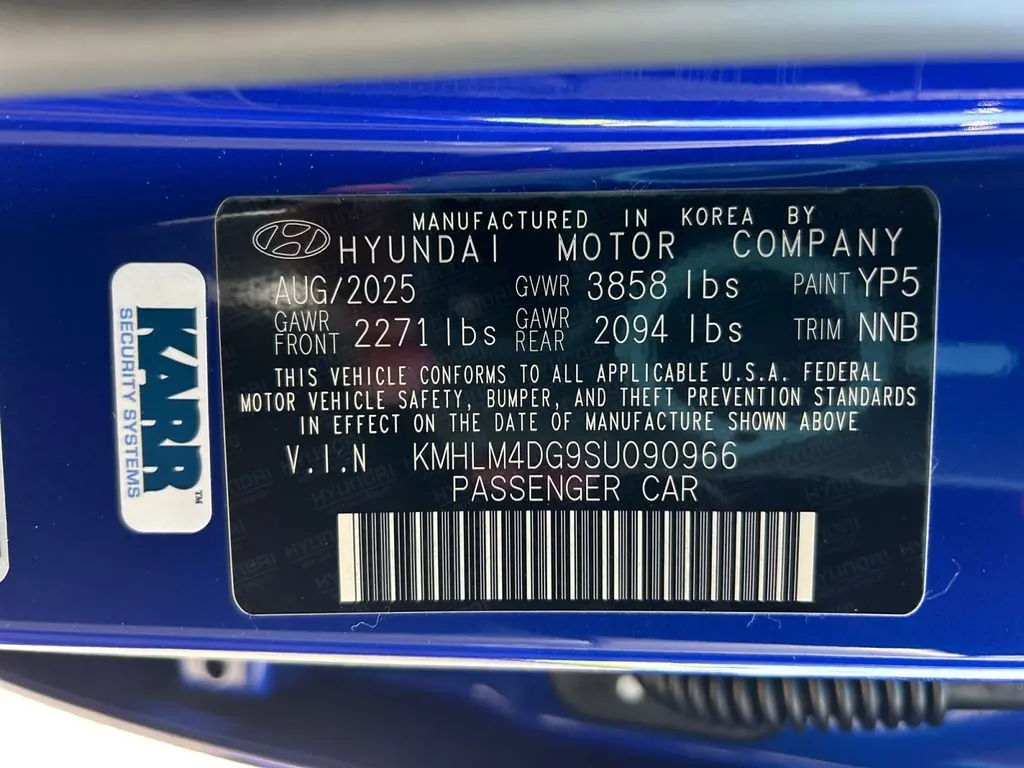 MANUFACTURED IN KOREA BY
HYUNDAI MOTOR COMPANY
AUG/2025 GVWR 3858 lbs PAINT YP5
GAWR FRONT 2271 lbs GAWR REAR 2094 lbs TRIM NNB
THIS VEHICLE CONFORMS TO ALL APPLICABLE U.S.A. FEDERAL
MOTOR VEHICLE SAFETY, BUMPER, AND THEFT PREVENTION STANDARDS
IN EFFECT ON THE DATE OF MANUFACTURE SHOWN ABOVE
V.I.N KMHLM4DG9SU090966
PASSENGER CAR
KARR™
SECURITY SYSTEMS